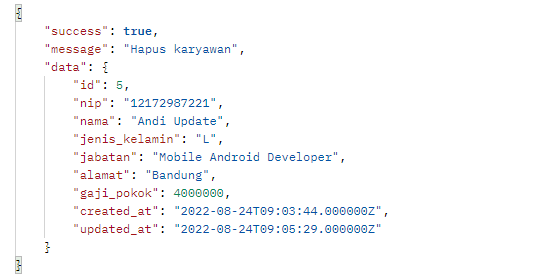 {
    "success": true,
    "message": "Hapus karyawan",
    "data": {
        "id": 5,
        "nip": "12172987221",
        "nama": "Andi Update",
        "jenis_kelamin": "L",
        "jabatan": "Mobile Android Developer",
        "alamat": "Bandung",
        "gaji_pokok": 4000000,
        "created_at": "2022-08-24T09:03:44.000000Z",
        "updated_at": "2022-08-24T09:05:29.000000Z"
    }
}